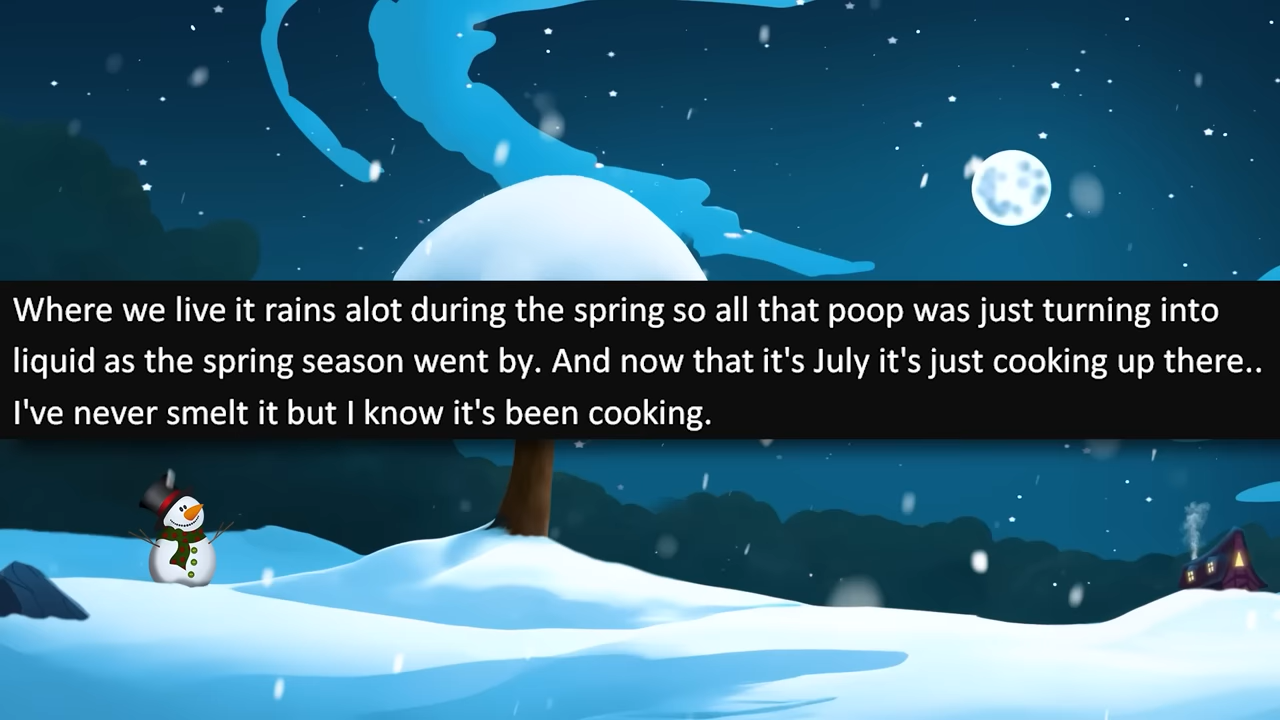 Where we live it rains alot during the spring so all that poop was just turning into
liquid as the spring season went by. And now that it's July it's just cooking up there..
I've never smelt it but I know it's been cooking.